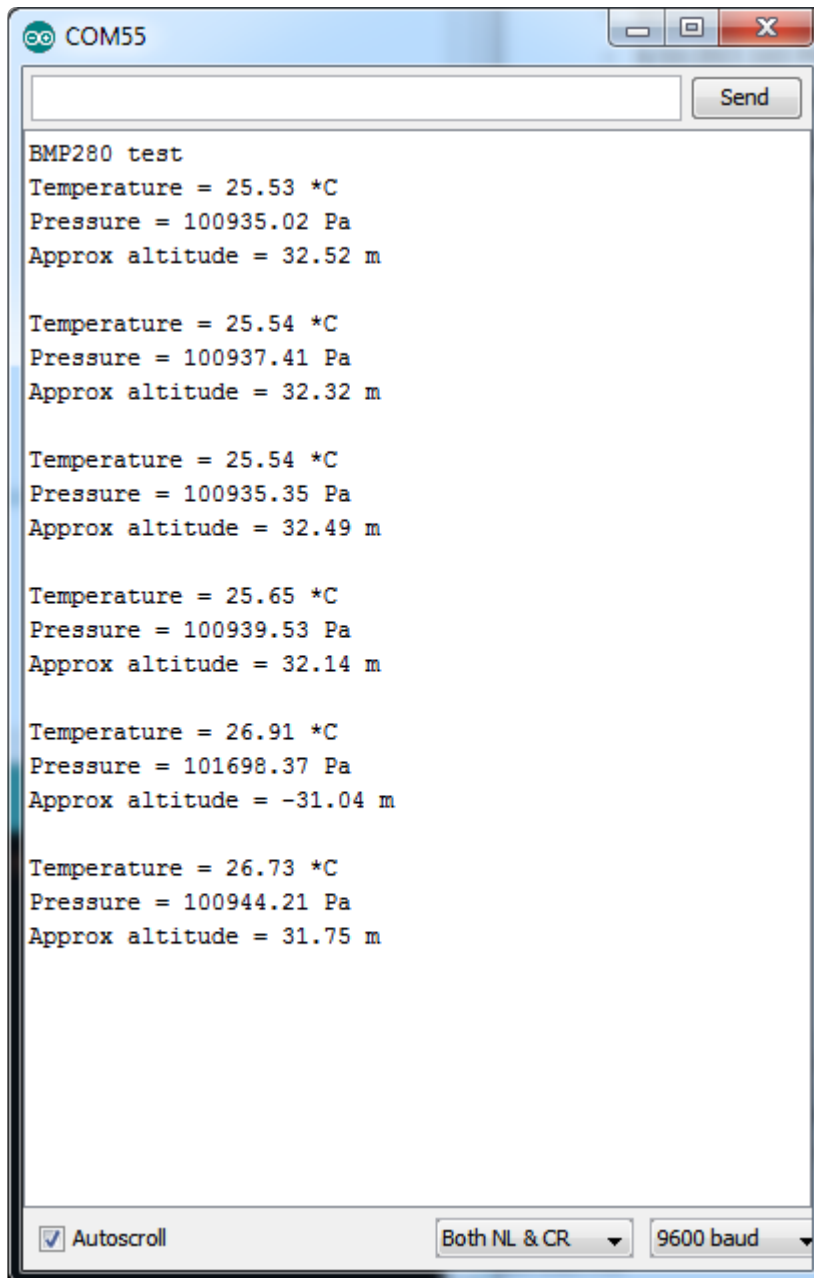 COM55
Send
BMP280 test
Temperature = 25.53 *C
Pressure = 100935.02 Pa
Approx altitude = 32.52 m
Temperature = 25.54 *C
Pressure = 100937.41 Pa
Approx altitude = 32.32 m
Temperature = 25.54 *C
Pressure = 100935.35 Pa
Approx altitude = 32.49 m
Temperature = 25.65 *C
Pressure = 100939.53 Pa
Approx altitude = 32.14 m
Temperature = 26.91 *C
Pressure = 101698.37 Pa
Approx altitude = -31.04 m
Temperature = 26.73 *C
Pressure = 100944.21 Pa
Approx altitude = 31.75 m
Autoscroll
Both NL & CR
9600 baud